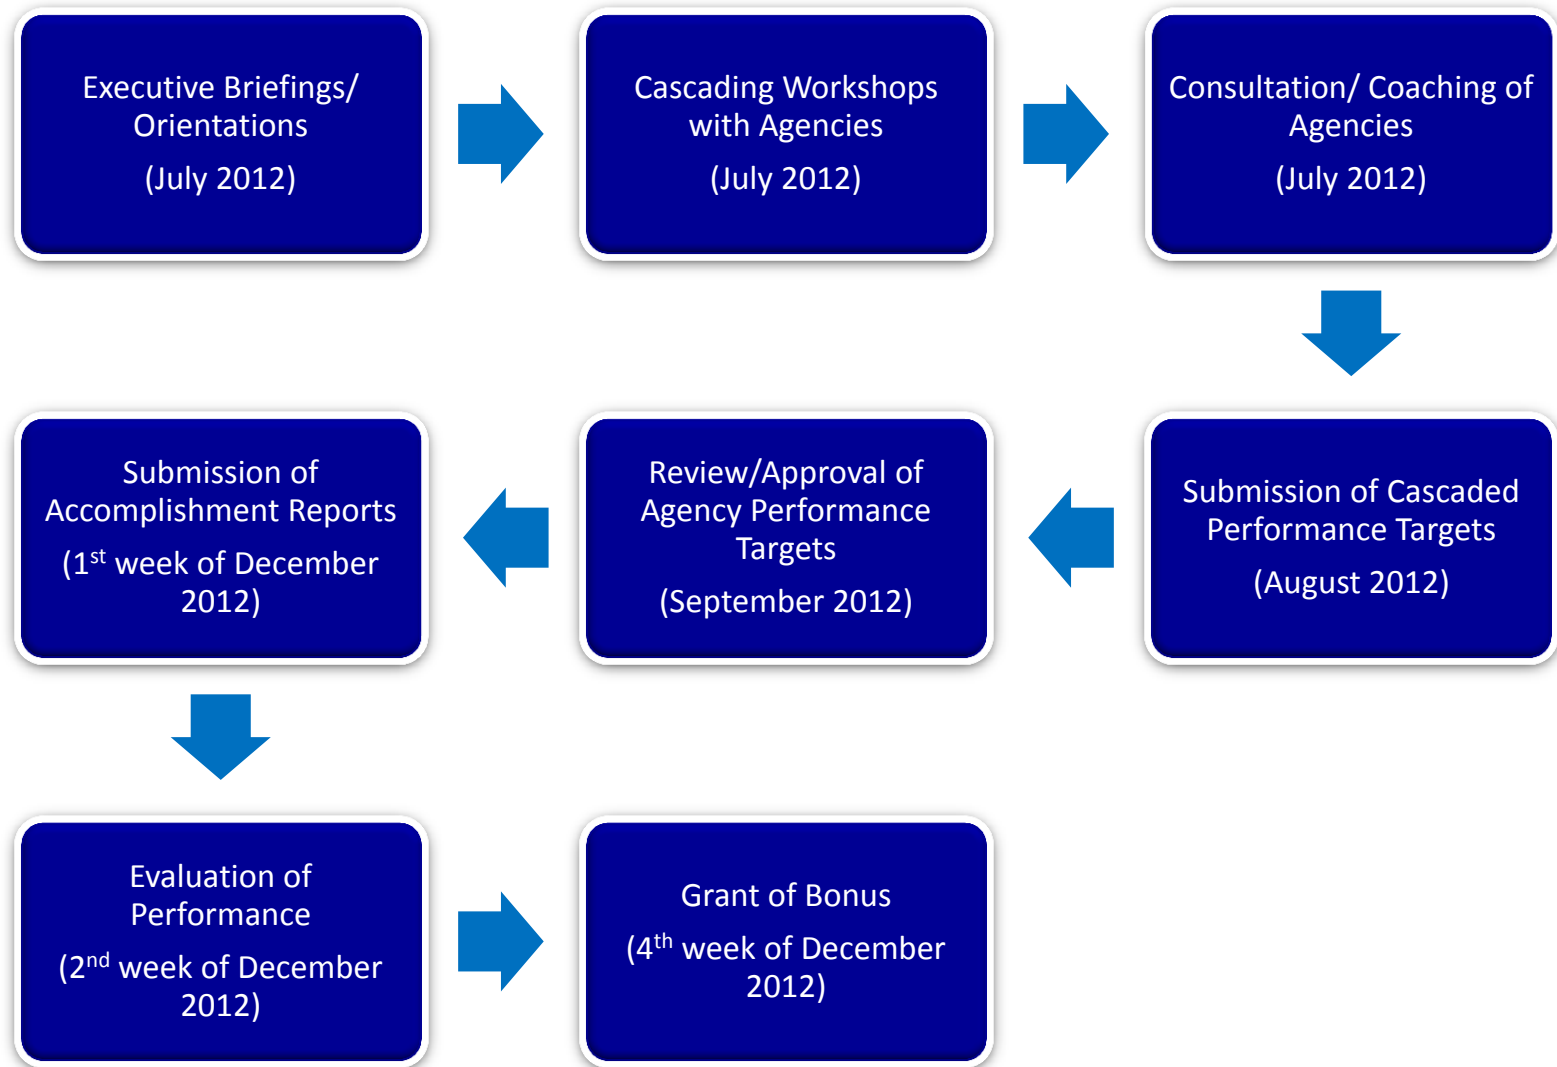 Executive Briefings/
Orientations
(July 2012)
Cascading Workshops
with Agencies
(July 2012)
Consultation/ Coaching of
Agencies
(July 2012)
Submission of Cascaded
Performance Targets
(August 2012)
Review/Approval of
Agency Performance
Targets
(September 2012)
Submission of
Accomplishment Reports
(1st week of December
2012)
Evaluation of
Performance
(2nd week of December
2012)
Grant of Bonus
(4th week of December
2012)